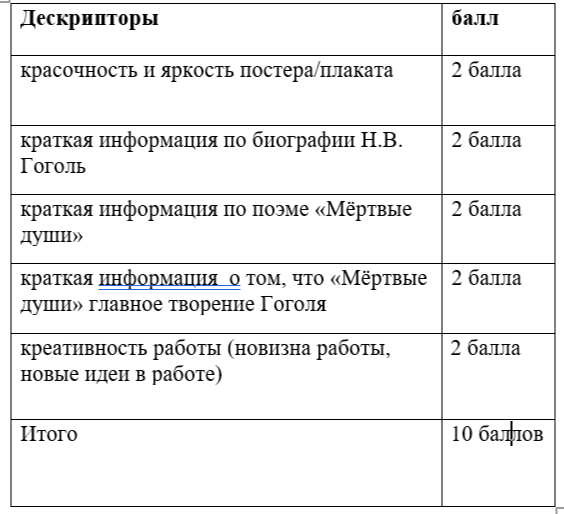 Дескрипторы балл
красочность и яркость постера/плаката 2 балла
краткая информация по биографии Н.В. 2 балла
Гоголь
краткая информация по поэме «Мёртвые 2 балла
души»
краткая информация  о том, что «Мёртвые 2 балла
души» главное творение Гоголя
креативность работы (новизна работы, 2 балла
новые идеи в работе)
Итого 10 баллов